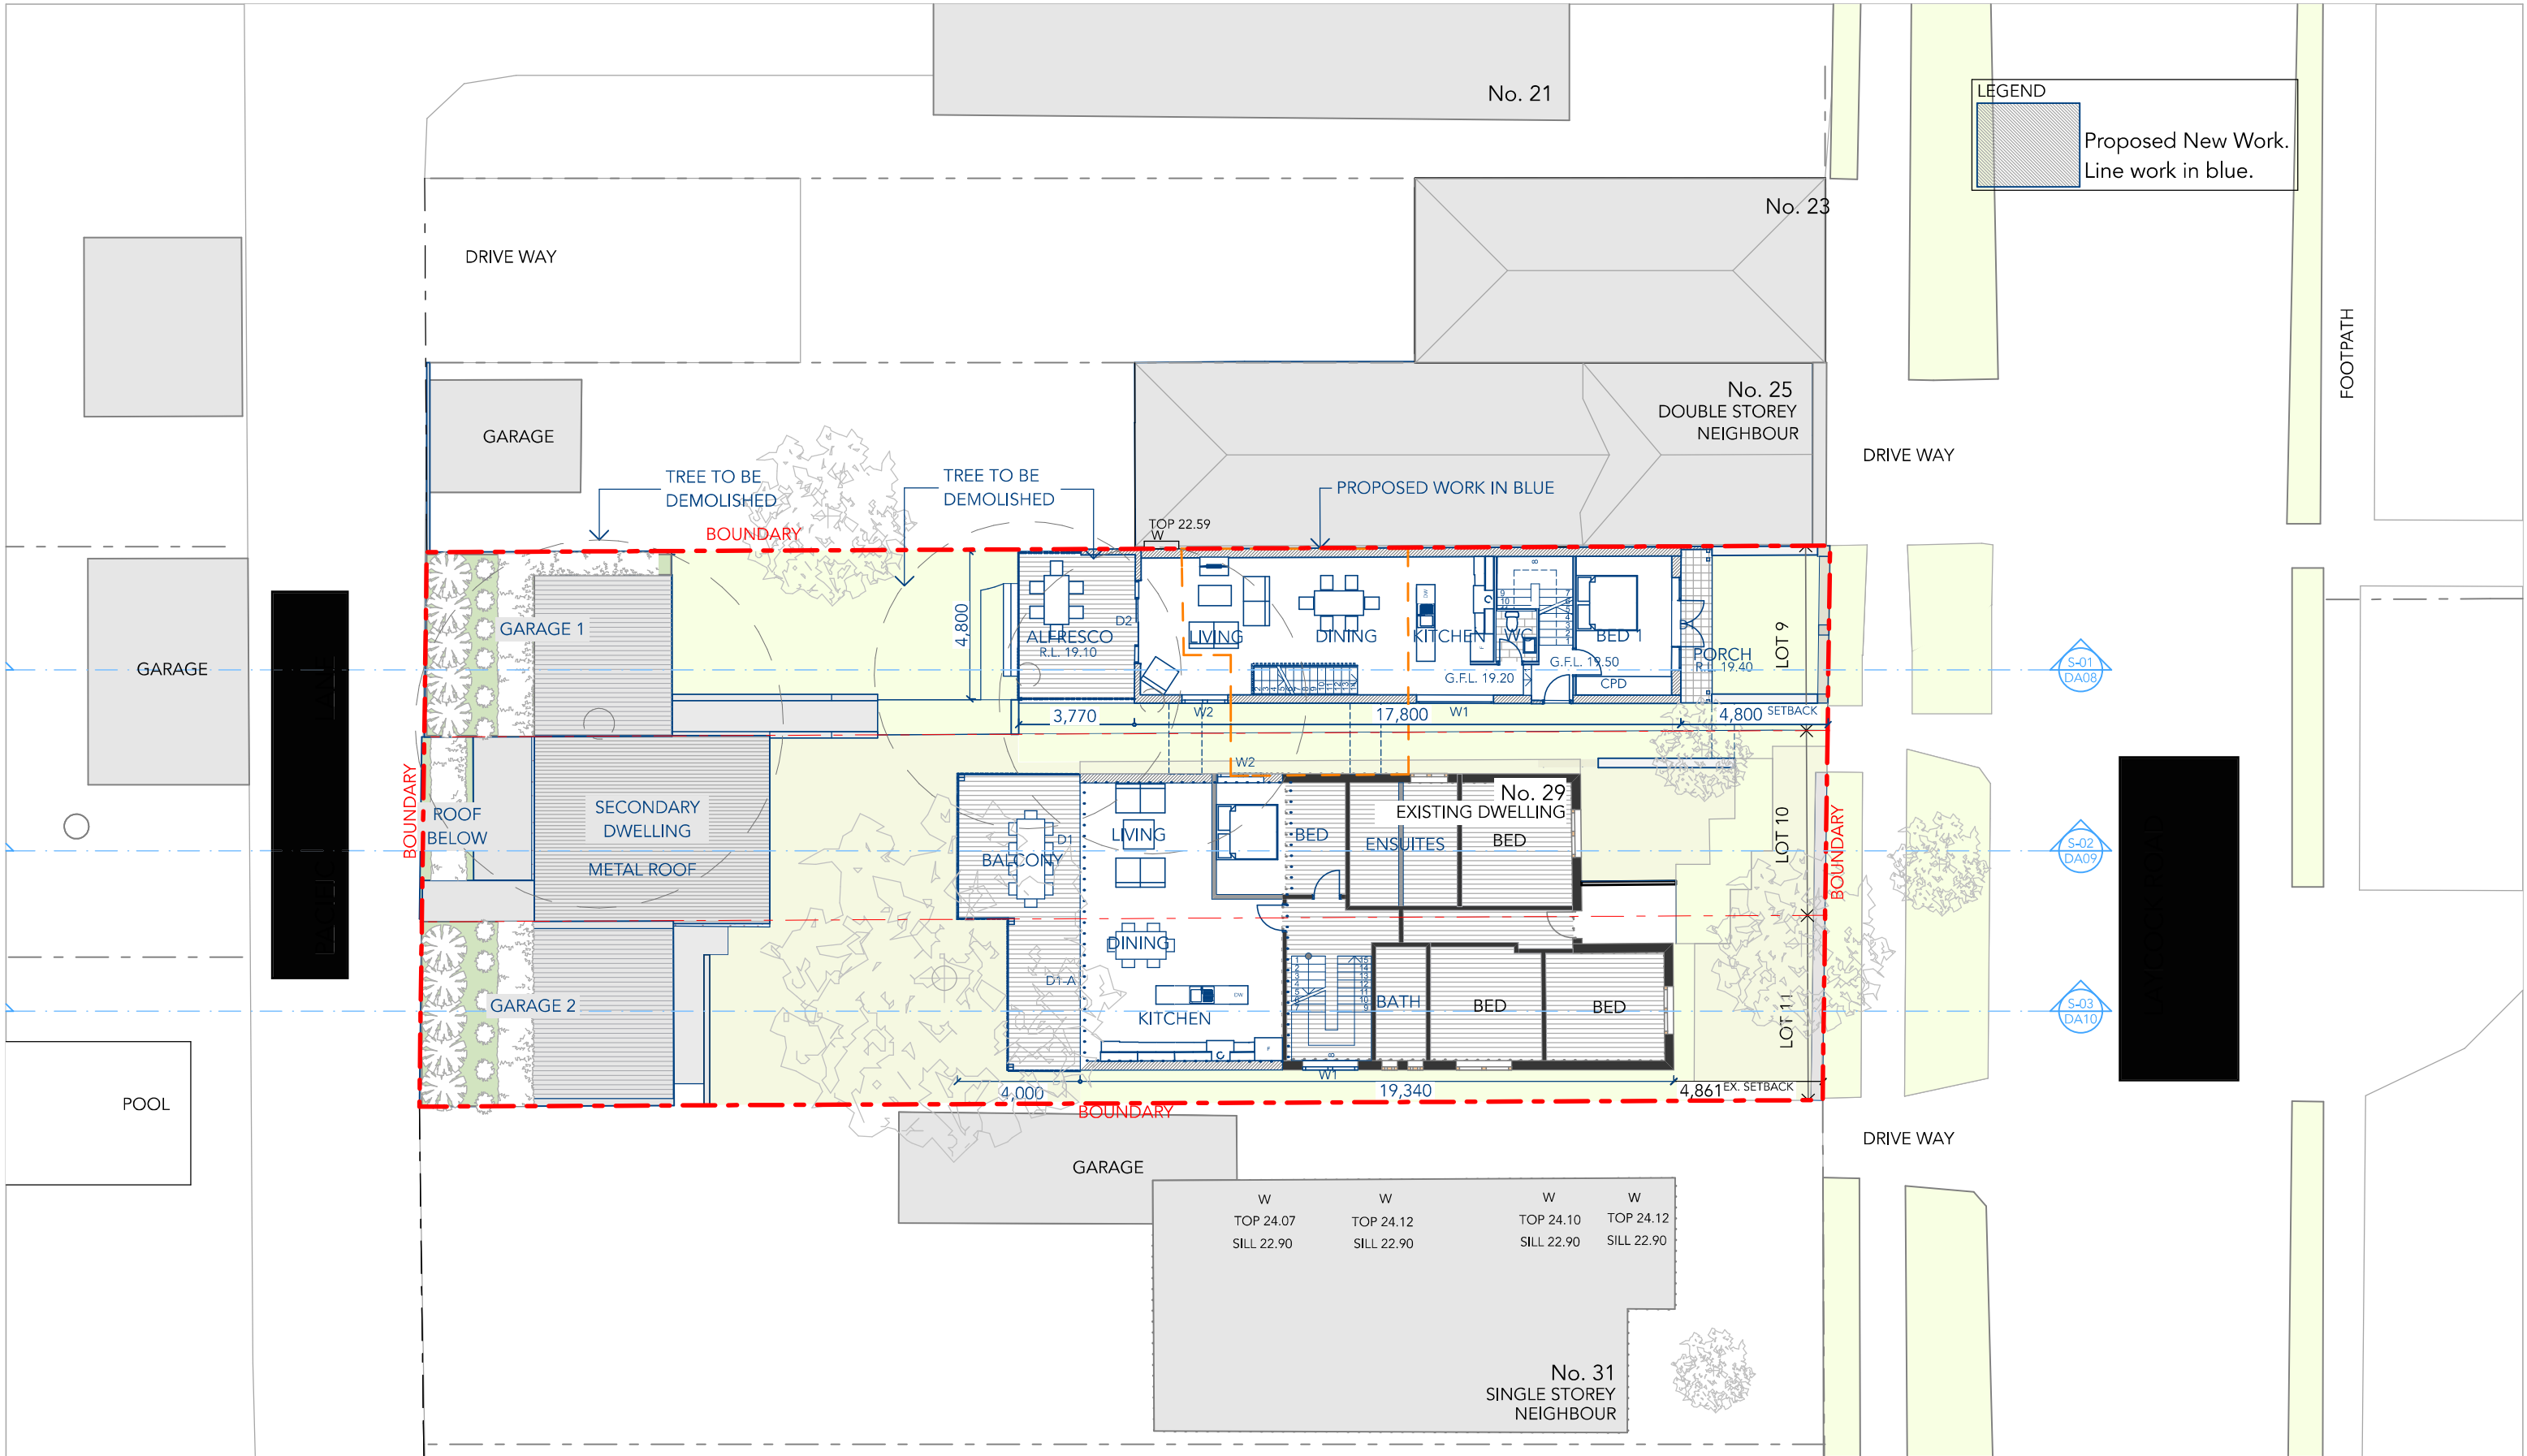 No. 21
LEGEND
Proposed New Work.
Line work in blue.
No. 23
DRIVE WAY
FOOTPATH
No. 25
DOUBLE STOREY
NEIGHBOUR
GARAGE
DRIVE WAY
TREE TO BE
DEMOLISHED
TREE TO BE
DEMOLISHED
PROPOSED WORK IN BLUE
TOP 22.59
W
BOUNDARY
GARAGE
GARAGE 1
4,800
ALFRESCO
R.L. 19.10
D2
LIVING
DINING
KITCHEN
DW
F
WC
BED 1
G.F.L. 19.50
G.F.L. 19.20
CPD
PORCH
R.L. 19.40
LOT 9
S-01
DA08
3,770
W2
17,800
W1
4,800 SETBACK
BOUNDARY
ROOF
BELOW
SECONDARY
DWELLING
METAL ROOF
W2
No. 29
EXISTING DWELLING
LIVING
D1
BALCONY
BED
ENSUITES
BED
LOT 10
BOUNDARY
S-02
DA09
DINING
D1-A
DW
KITCHEN
F
GARAGE 2
BATH
BED
BED
LOT 11
S-03
DA10
W1
4,000
19,340
4,861 EX. SETBACK
BOUNDARY
POOL
GARAGE
DRIVE WAY
W
TOP 24.07
SILL 22.90
W
TOP 24.12
SILL 22.90
W
TOP 24.10
SILL 22.90
W
TOP 24.12
SILL 22.90
No. 31
SINGLE STOREY
NEIGHBOUR